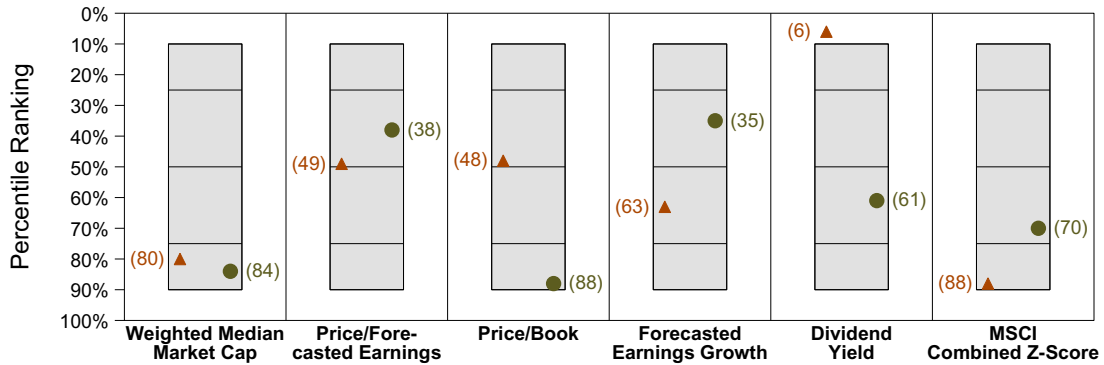 Percentile Ranking
0%
10%
20%
30%
40%
50%
60%
70%
80%
90%
100%
(80)
(84)
(49)
(38)
(48)
(88)
(63)
(35)
(6)
(61)
(88)
(70)
Weighted Median
Market Cap
Price/Fore-
casted Earnings
Price/Book
Forecasted
Earnings Growth
Dividend
Yield
MSCI
Combined Z-Score